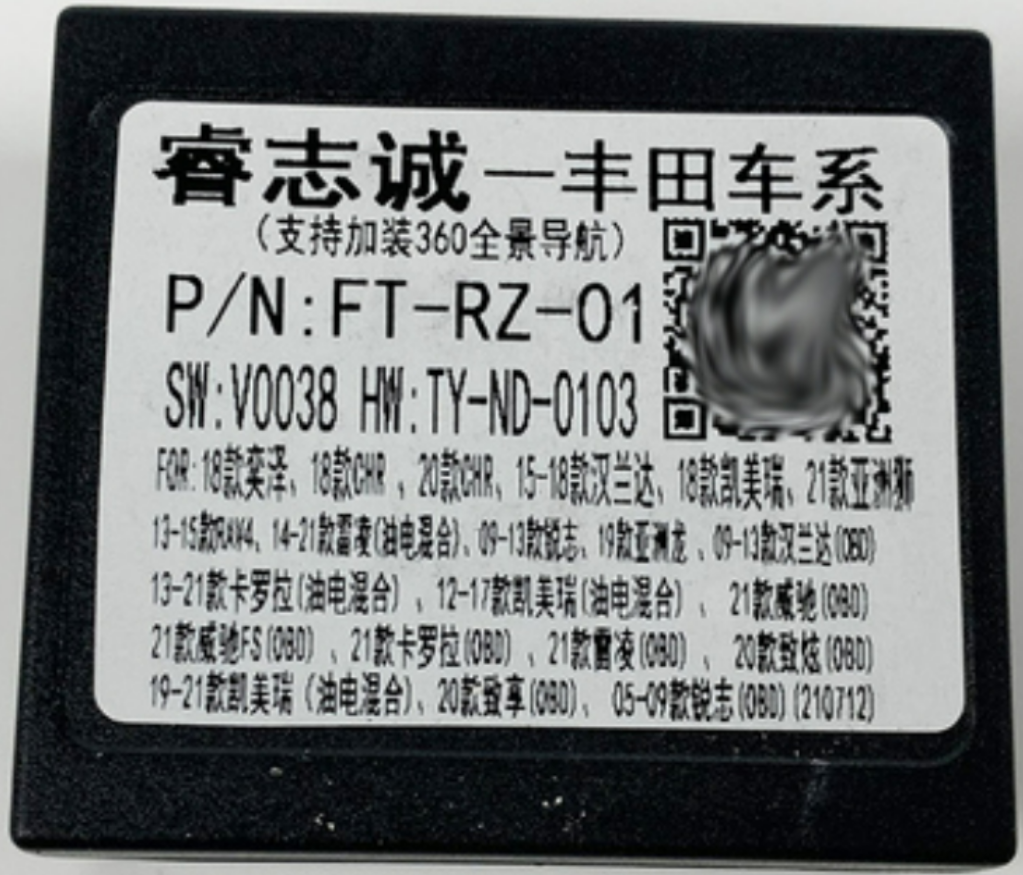 睿志诚一丰田车系
（支持加装360全景导航）
P/N:FT-RZ-01
SW:V0038 HW:TY-ND-0103
FOR:18款奕泽、18款CHR 、20款CHR、15-18款汉兰达、18款凯美瑞、21款亚洲狮
13-15款RAV4、14-21款雷凌(油电混合)、09-13款锐志、19款亚洲龙 、09-13款汉兰达(OBD)
13-21款卡罗拉(油电混合) 、12-17款凯美瑞(油电混合) 、 21款威驰(OBD)
21款威驰FS(OBD) 、21款卡罗拉(OBD) 、21款雷凌(OBD) 、 20款致炫(OBD)
19-21款凯美瑞（油电混合)、20款致享(OBD)、 05-09款锐志(OBD)(210712)